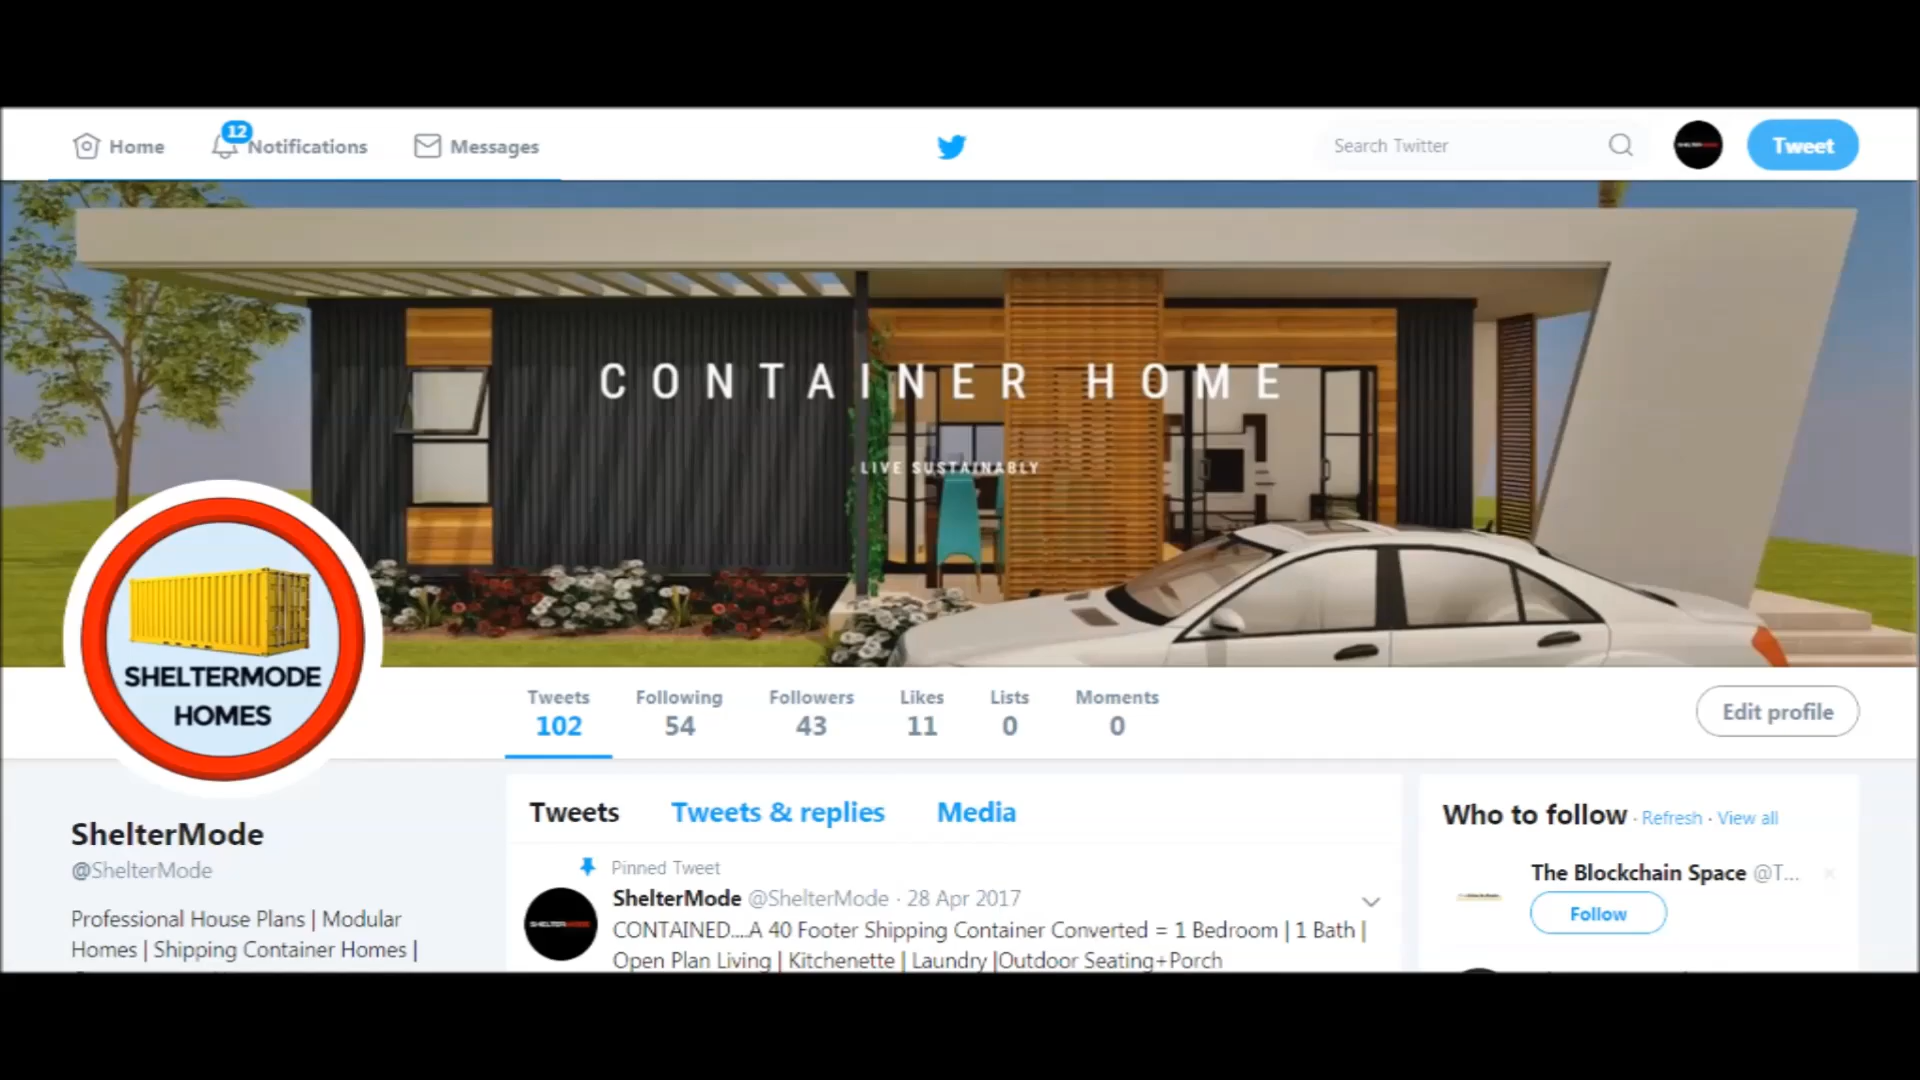 Home
12
Notifications
Messages
Search Twitter
Tweet
CONTAINER HOME
LIVE SUSTAINABLY
SHELTERMODE
HOMES
Tweets
102
Following
54
Followers
43
Likes
11
Lists
0
Moments
0
Edit profile
ShelterMode
@ShelterMode
Professional House Plans | Modular
Homes | Shipping Container Homes |
Tweets Tweets & replies Media
Pinned Tweet
ShelterMode @ShelterMode · 28 Apr 2017
CONTAINED....A 40 Footer Shipping Container Converted = 1 Bedroom | 1 Bath |
Open Plan Living | Kitchenette | Laundry |Outdoor Seating+Porch
Who to follow · Refresh · View all
The Blockchain Space @T...
Follow